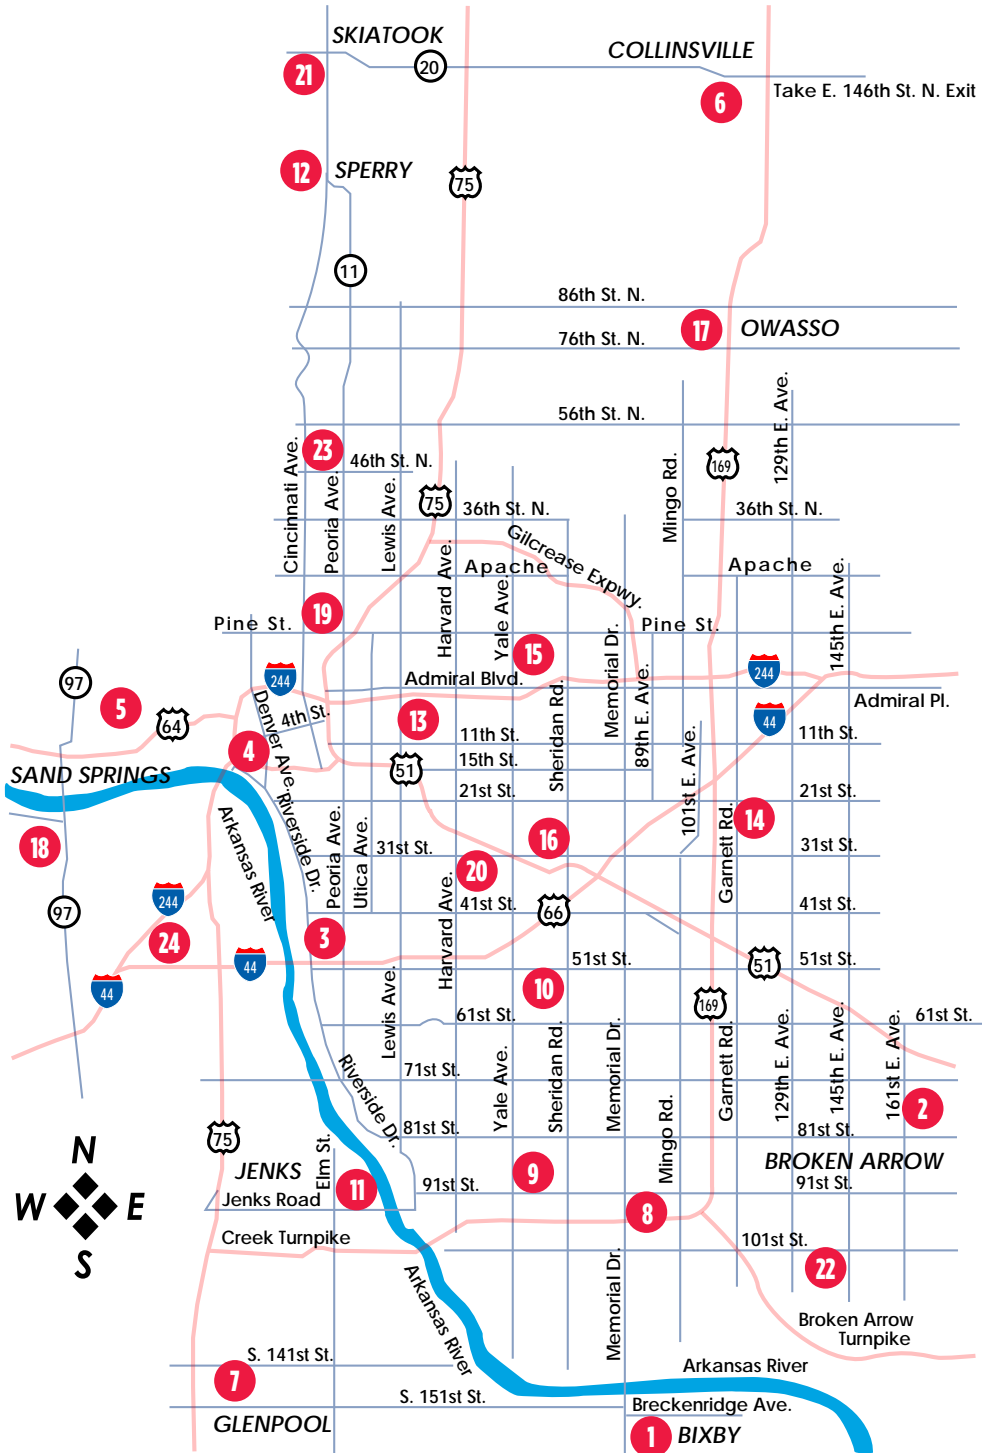 SKIATOOK
COLLINSVILLE
21
20
6
Take E. 146th St. N. Exit
12
SPERRY
75
11
86th St. N.
17
OWASSO
76th St. N.
56th St. N.
129th E. Ave.
Cincinnati Ave.
23
46th St. N.
Peoria Ave.
Lewis Ave.
Mingo Rd.
169
75
36th St. N.
36th St. N.
Gilcrease Expwy.
Harvard Ave.
Apache
Apache
Yale Ave.
145th E. Ave.
19
Pine St.
Pine St.
15
Memorial Dr.
97
244
244
Admiral Blvd.
Admiral Pl.
5
64
Denver Ave.
4th St.
13
Sheridan Rd.
89th E. Ave.
44
11th St.
11th St.
4
15th St.
51
101st E. Ave.
SAND SPRINGS
21st St.
21st St.
Arkansas River
Riverside Dr.
Peoria Ave.
Utica Ave.
18
31st St.
16
14
Garnett Rd.
31st St.
20
Harvard Ave.
97
244
41st St.
66
41st St.
24
3
44
44
51st St.
51
51st St.
10
Lewis Ave.
169
61st St.
61st St.
Yale Ave.
Sheridan Rd.
Memorial Dr.
Garnett Rd.
129th E. Ave.
145th E. Ave.
161st E. Ave.
71st St.
Riverside Dr.
Mingo Rd.
2
75
81st St.
81st St.
N
W
E
S
JENKS
Elm St.
11
9
BROKEN ARROW
91st St.
91st St.
Jenks Road
8
Creek Turnpike
101st St.
22
Arkansas River
Memorial Dr.
Broken Arrow
Turnpike
S. 141st St.
Arkansas River
7
S. 151st St.
Breckenridge Ave.
GLENPOOL
1
BIXBY